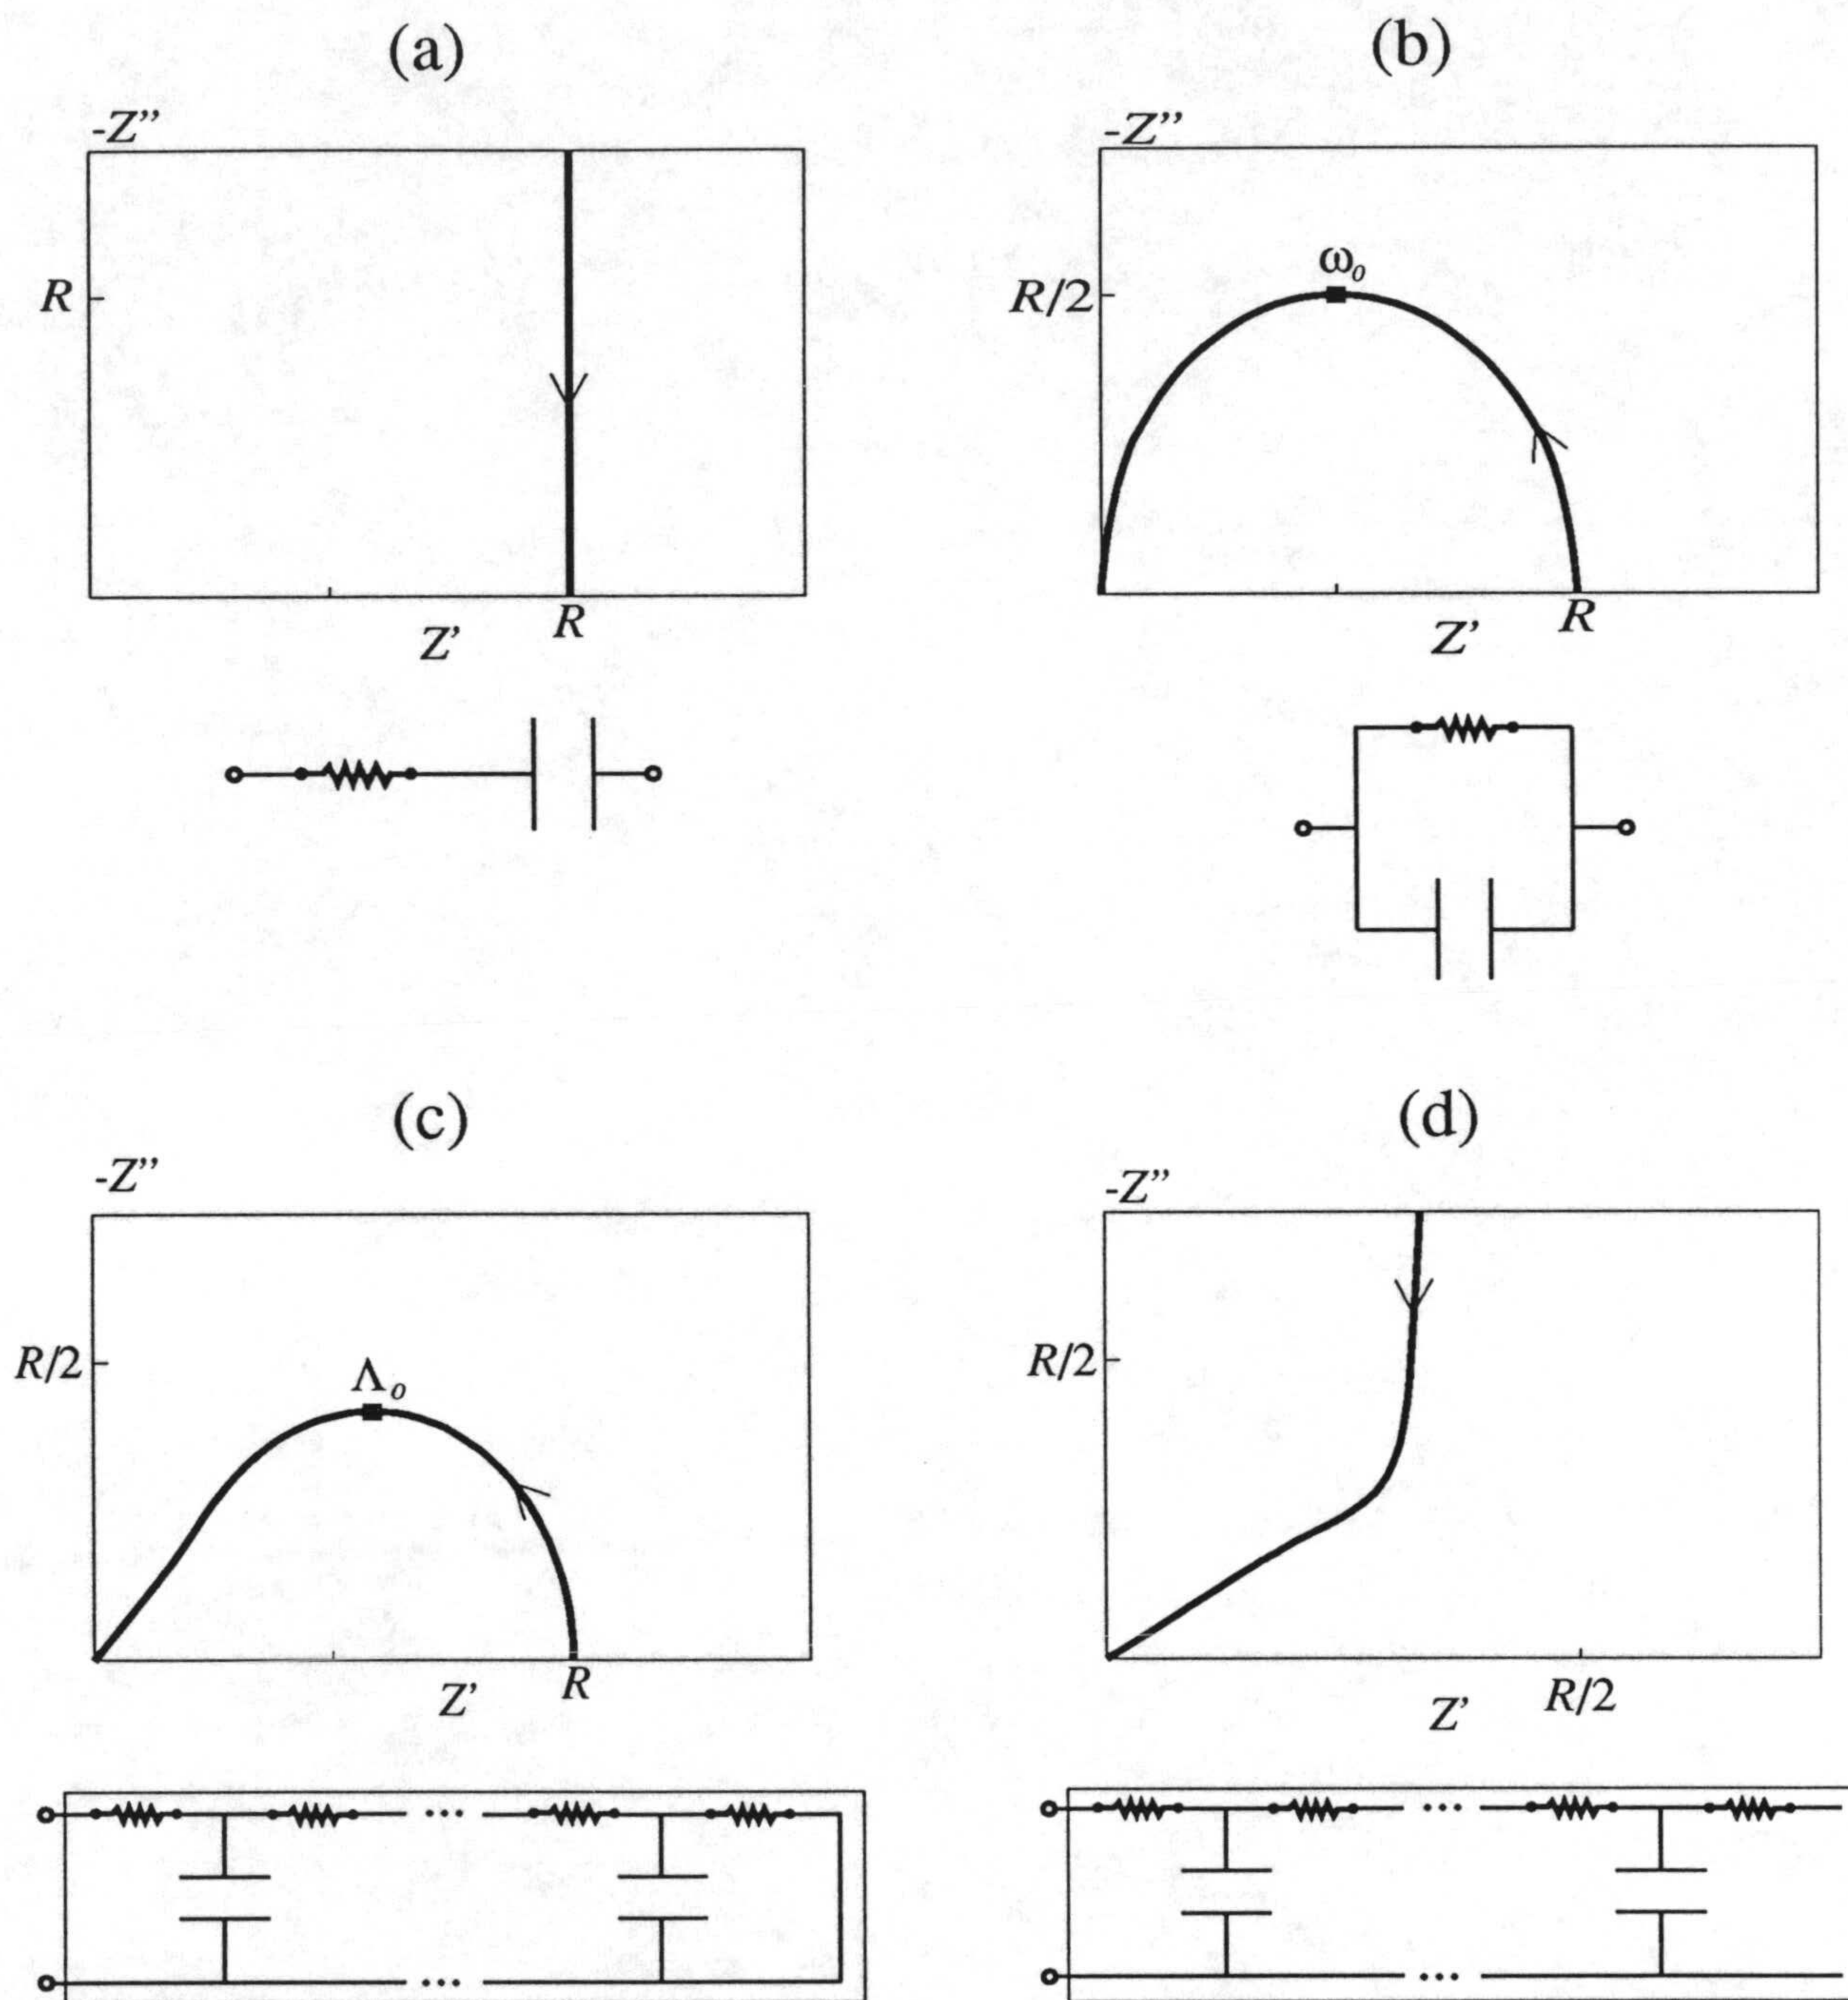 (a)
-Z”
R
R
Z’
(b)
-Z”
ω₀
R/2
R
Z’
(c)
-Z”
R/2
Λ₀
R
Z’
...
...
(d)
-Z”
R/2
Z’
R/2
...
...